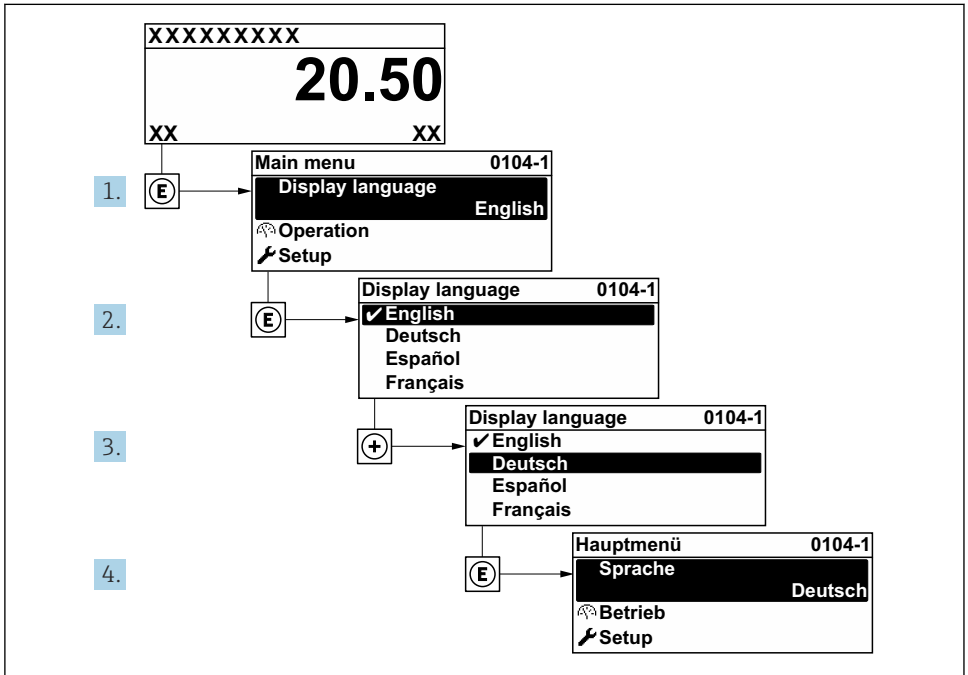 XXXXXXXXX
20.50
XX XX
1. E
Main menu 0104-1
Display language
English
Operation
Setup
2. E
Display language 0104-1
✔English
Deutsch
Español
Français
3. +
Display language 0104-1
✔English
Deutsch
Español
Français
4. E
Hauptmenü 0104-1
Sprache
Deutsch
Betrieb
Setup